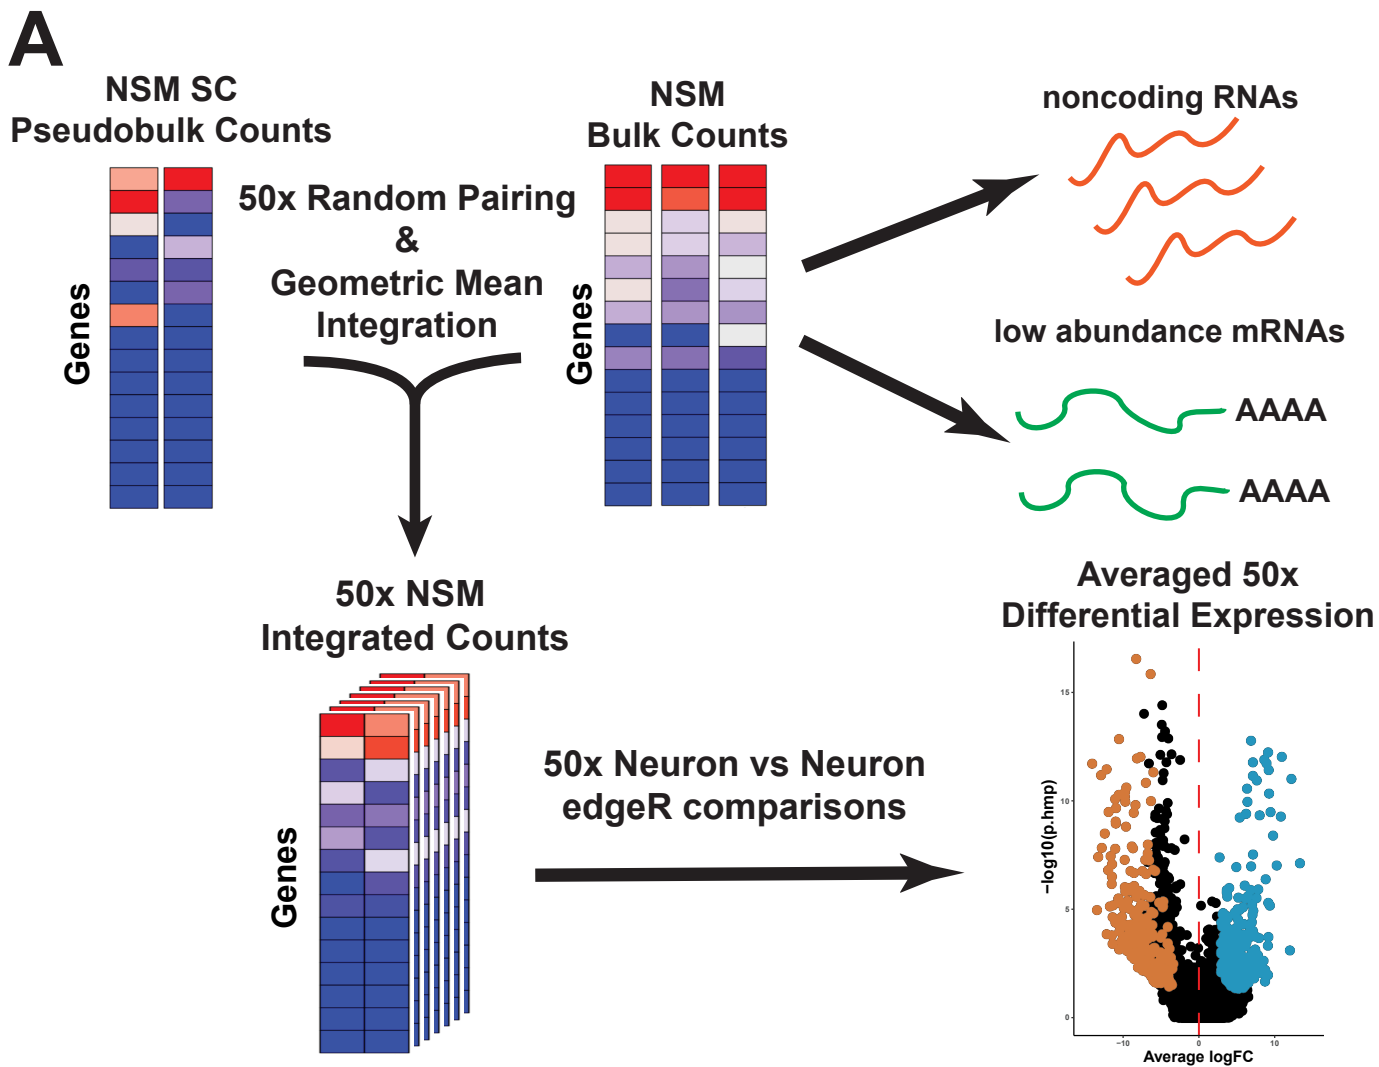 A
NSM SC
Pseudobulk Counts
Genes
50x Random Pairing
&
Geometric Mean
Integration
NSM
Bulk Counts
Genes
noncoding RNAs
low abundance mRNAs
AAAA
AAAA
50x NSM
Integrated Counts
Genes
50x Neuron vs Neuron
edgeR comparisons
Averaged 50x
Differential Expression
−log10(p.hmp)
15
10
5
0
−10
0
10
Average logFC